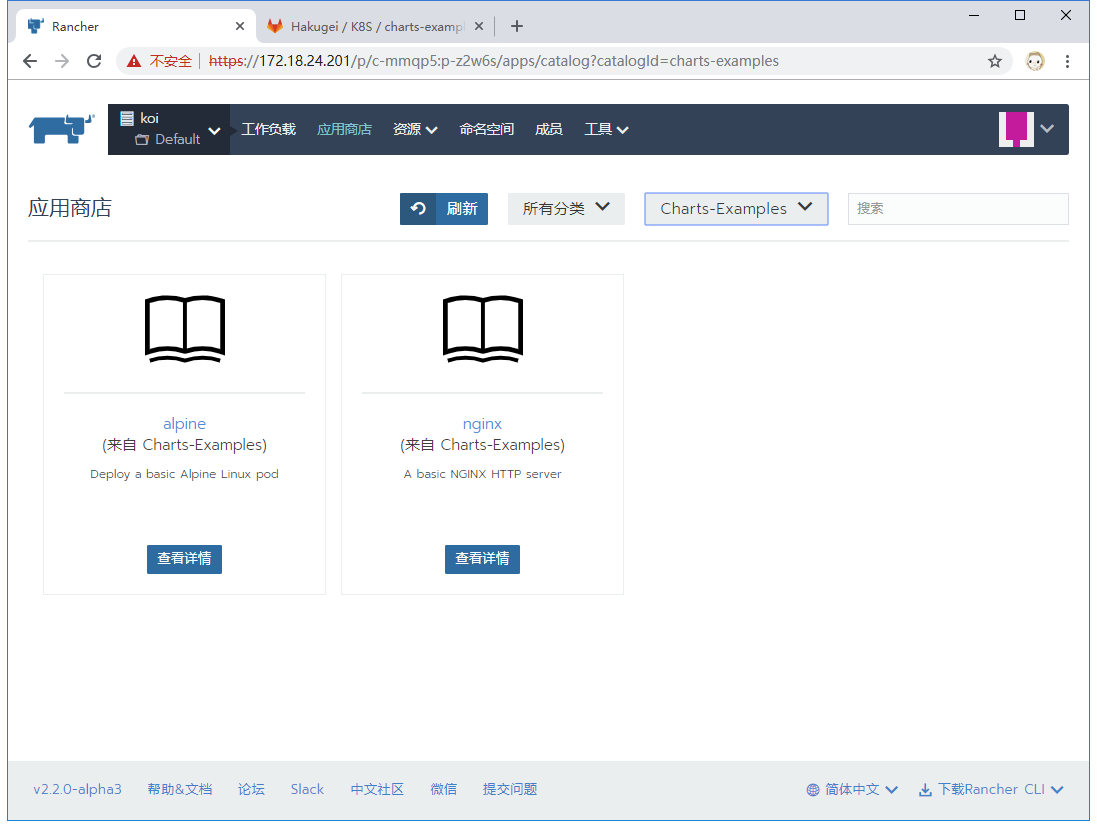 Rancher
Hakugei / K8S / charts-examp
不安全
https://172.18.24.201/p/c-mmqp5:p-z2w6s/apps/catalog?catalogId=charts-examples
koi
Default
工作负载 应用商店 资源 命名空间 成员 工具
应用商店 刷新 所有分类 Charts-Examples 搜索
alpine
(来自 Charts-Examples)
Deploy a basic Alpine Linux pod
查看详情
nginx
(来自 Charts-Examples)
A basic NGINX HTTP server
查看详情
v2.2.0-alpha3 帮助&文档 论坛 Slack 中文社区 微信 提交问题 简体中文 下载Rancher CLI